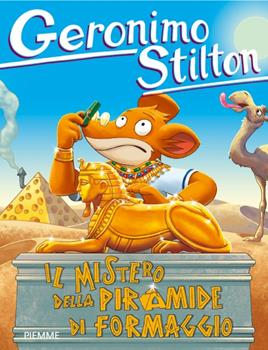 Geronimo
Stilton
IL MISTERO
DELLA PIRAMIDE
DI FORMAGGIO
PIEMME